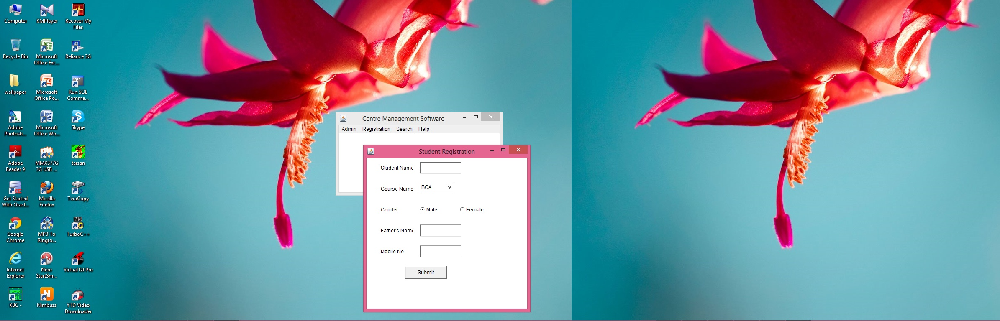 Computer
KMPlayer
Recover My
Files
Recycle Bin
Microsoft
Office Exc...
Reliance 3G
wallpaper
Microsoft
Office Po...
SQL>
Run SQL
Comma...
Adobe
Photosh...
Microsoft
Office Wo...
Skype
Adobe
Reader 9
MMX377G
3G USB ...
tarzan
Get Started
With Oracl...
Mozilla
Firefox
TeraCopy
Google
Chrome
MP3 To
Ringto...
MS
TurboC++
Internet
Explorer
Nero
StartSm...
Virtual DJ Pro
KBC -
Nimbuzz
YTD Video
Downloader
Centre Management Software
Admin Registration Search Help
Student Registration
Student Name
Course Name BCA
Gender Male Female
Father's Name
Mobile No
Submit